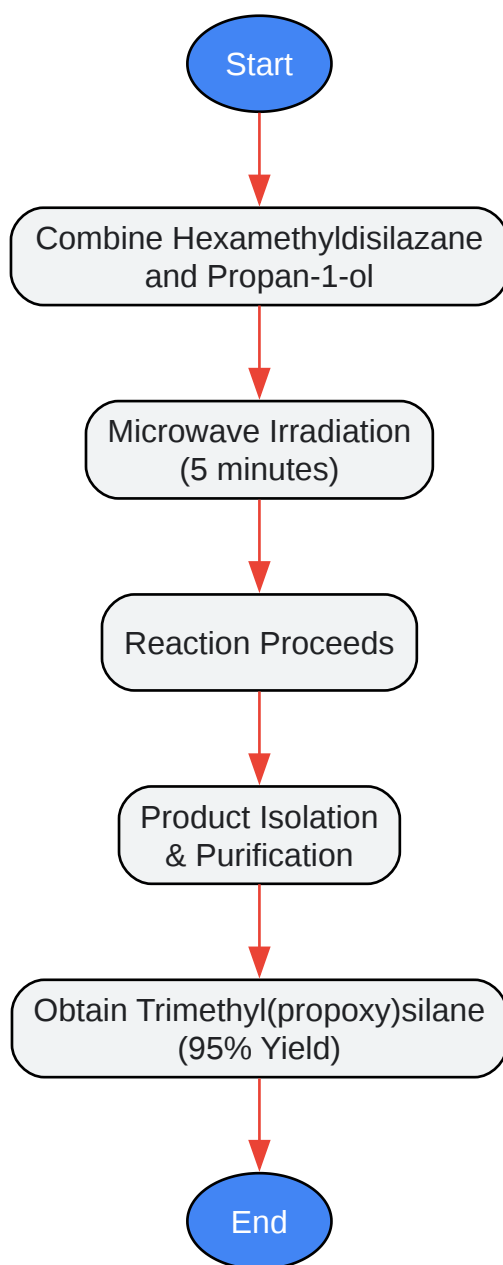 Start
Combine Hexamethyldisilazane
and Propan-1-ol
Microwave Irradiation
(5 minutes)
Reaction Proceeds
Product Isolation
& Purification
Obtain Trimethyl(propoxy)silane
(95% Yield)
End